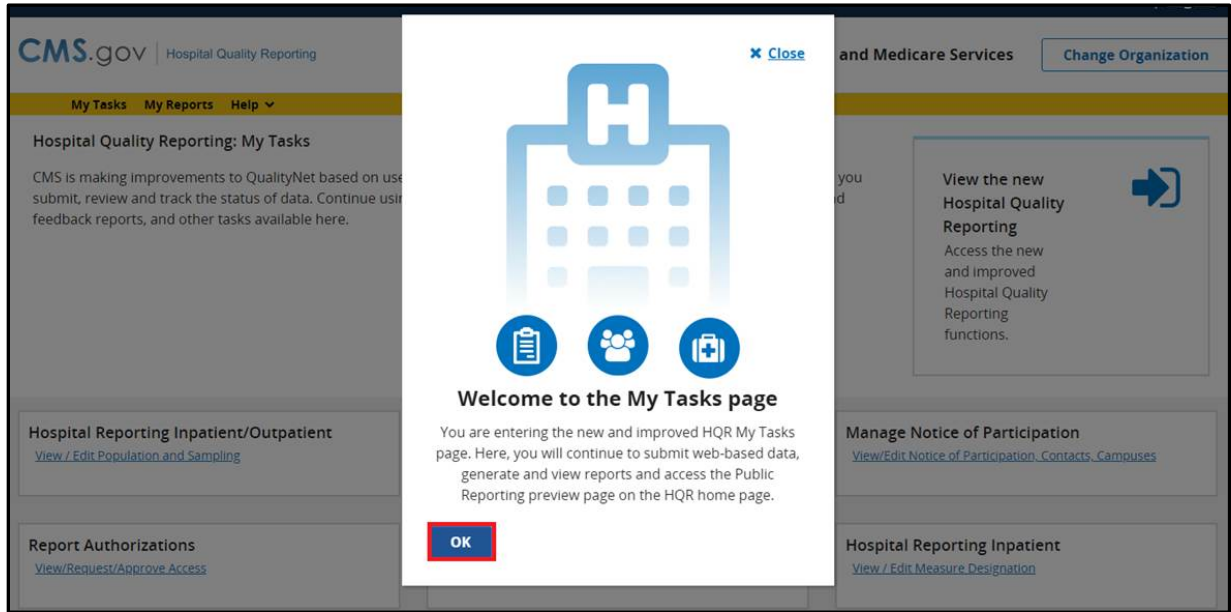 CMS.gov | Hospital Quality Reporting
and Medicare Services
Change Organization
My Tasks My Reports Help
Hospital Quality Reporting: My Tasks
CMS is making improvements to QualityNet based on use
submit, review and track the status of data. Continue usin
feedback reports, and other tasks available here.
you
View the new
Hospital Quality
Reporting
Access the new
and improved
Hospital Quality
Reporting
functions.
Close
H
Welcome to the My Tasks page
You are entering the new and improved HQR My Tasks
page. Here, you will continue to submit web-based data,
generate and view reports and access the Public
Reporting preview page on the HQR home page.
OK
Hospital Reporting Inpatient/Outpatient
View / Edit Population and Sampling
Manage Notice of Participation
View/Edit Notice of Participation, Contacts, Campuses
Report Authorizations
View/Request/Approve Access
Hospital Reporting Inpatient
View / Edit Measure Designation